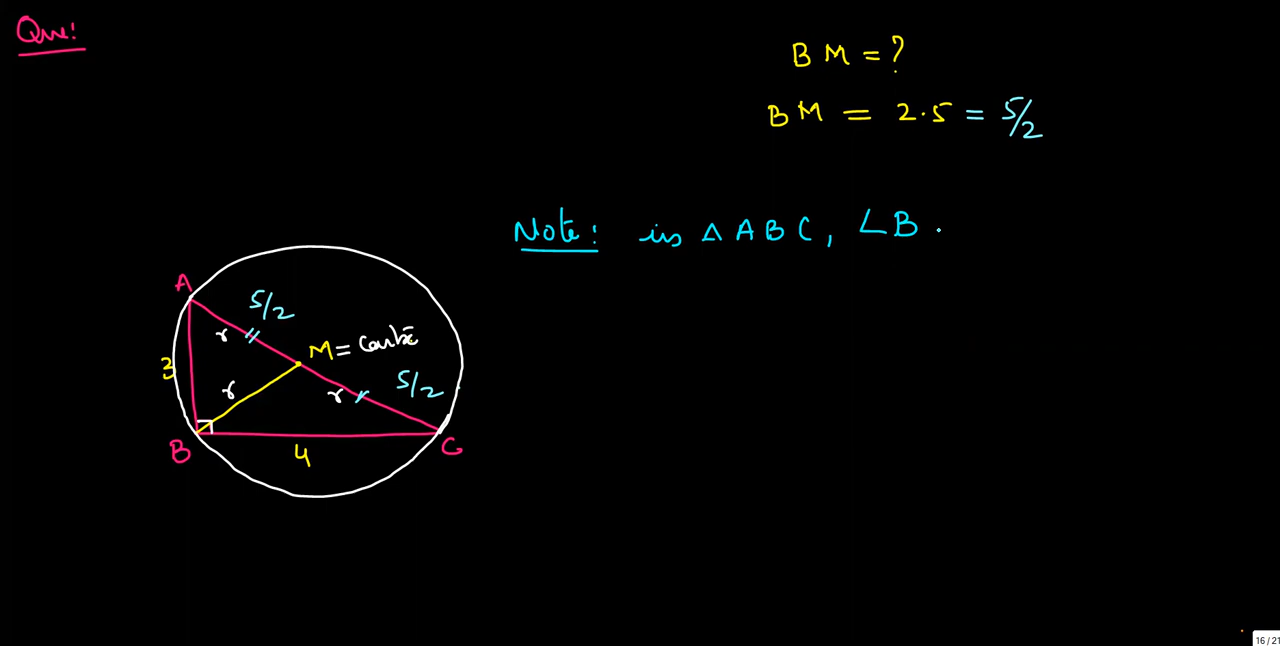 Que:
BM = ?
BM = 2.5 = 5/2
Note: in △ ABC, ∠B .
A
5/2
r
M = centre
3
r
r
5/2
B
4
C
16 / 21